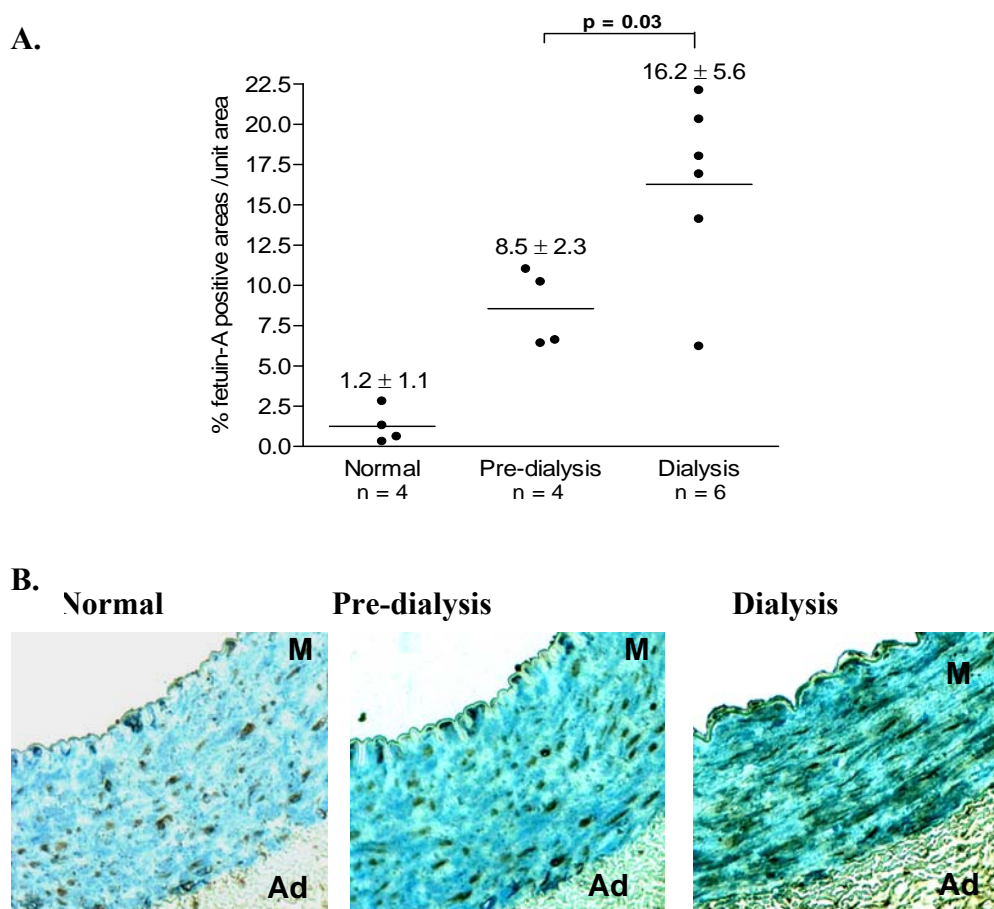 A.
p = 0.03
16.2 ± 5.6
8.5 ± 2.3
1.2 ± 1.1
% fetuin-A positive areas /unit area
22.5
20.0
17.5
15.0
12.5
10.0
7.5
5.0
2.5
0.0
Normal Pre-dialysis Dialysis
n = 4 n = 4 n = 6
B.
Normal Pre-dialysis Dialysis
M M M
Ad Ad Ad